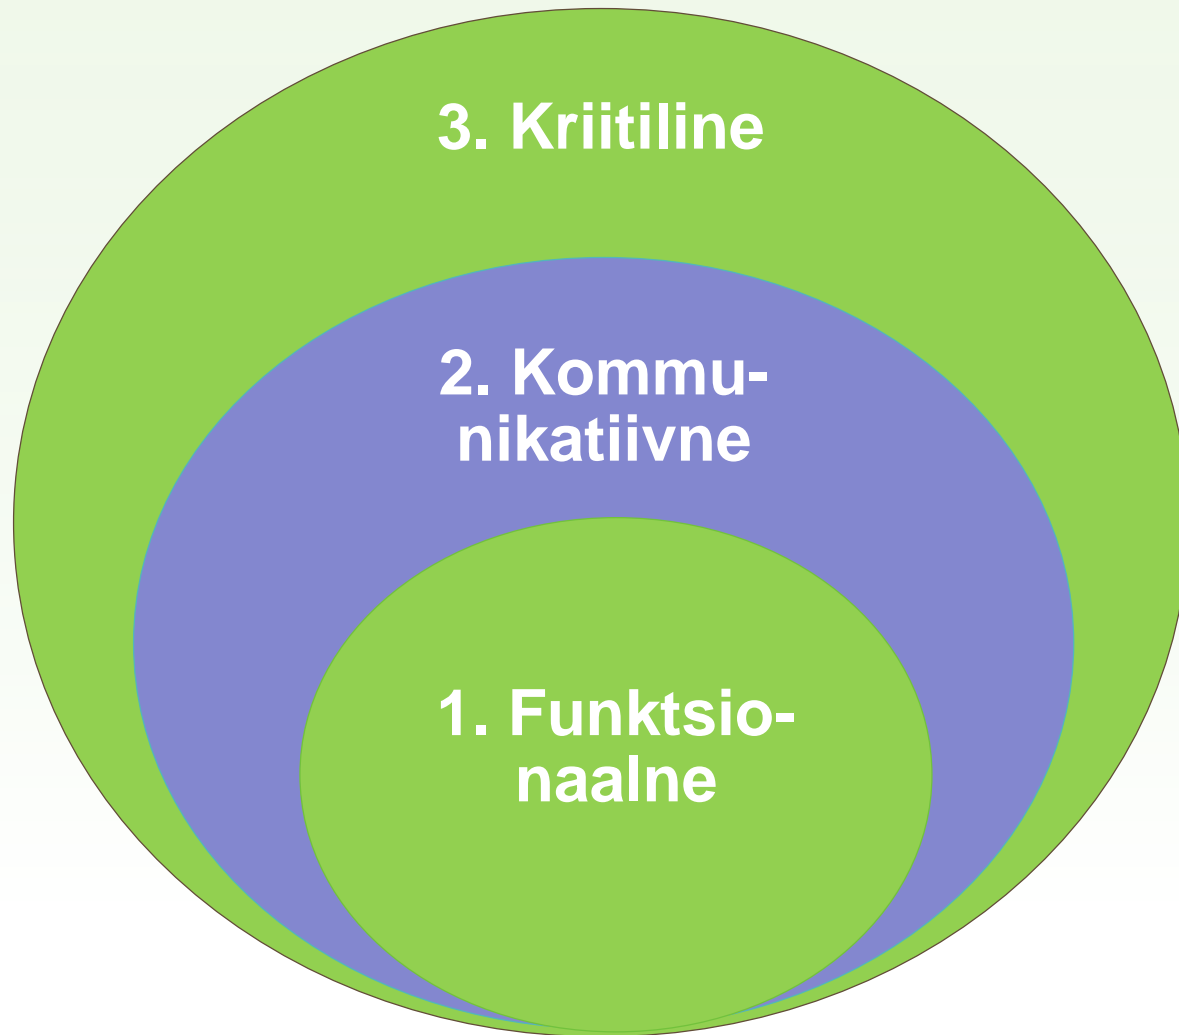 3. Kriitiline
2. Kommu-
nikatiivne
1. Funktsio-
naalne